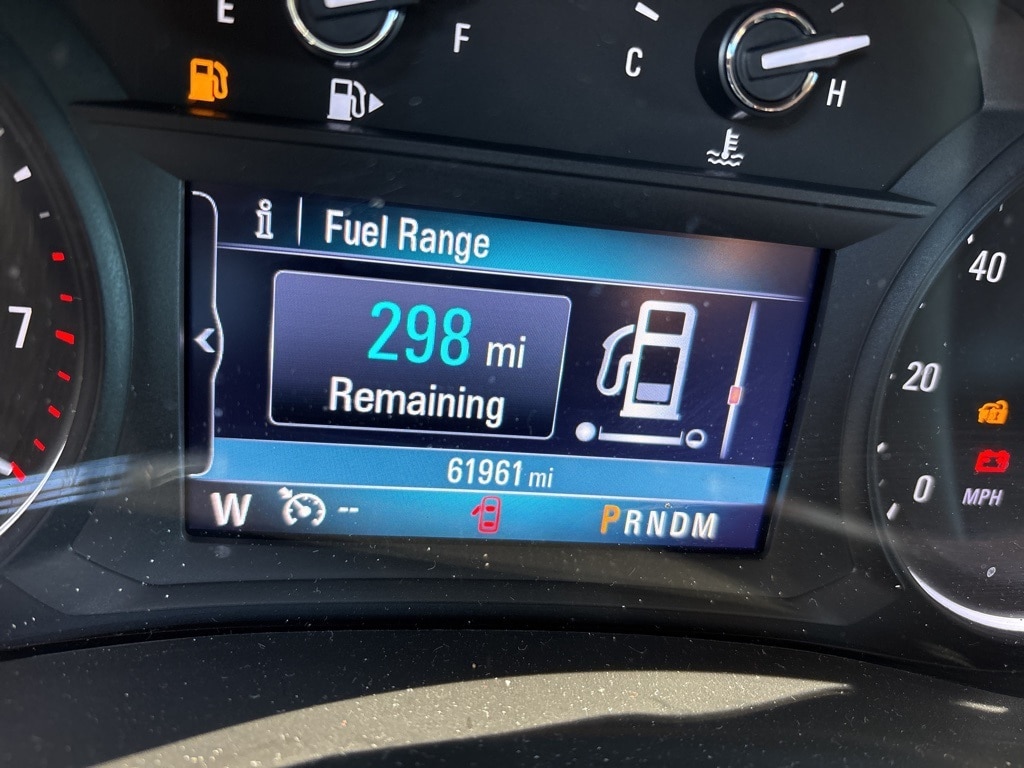 E
F
C
H
i Fuel Range
298 mi
Remaining
61961 mi
W -- PRNDM
7
40
20
0
MPH